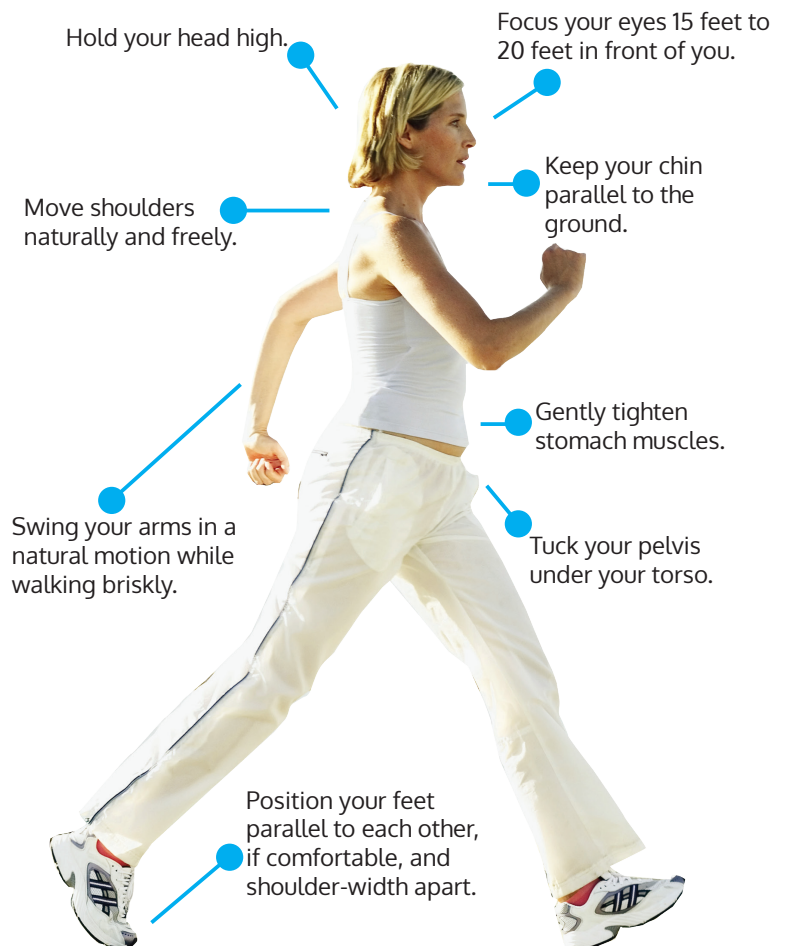 Hold your head high.
Focus your eyes 15 feet to
20 feet in front of you.
Keep your chin
parallel to the
ground.
Move shoulders
naturally and freely.
Gently tighten
stomach muscles.
Swing your arms in a
natural motion while
walking briskly.
Tuck your pelvis
under your torso.
Position your feet
parallel to each other,
if comfortable, and
shoulder-width apart.